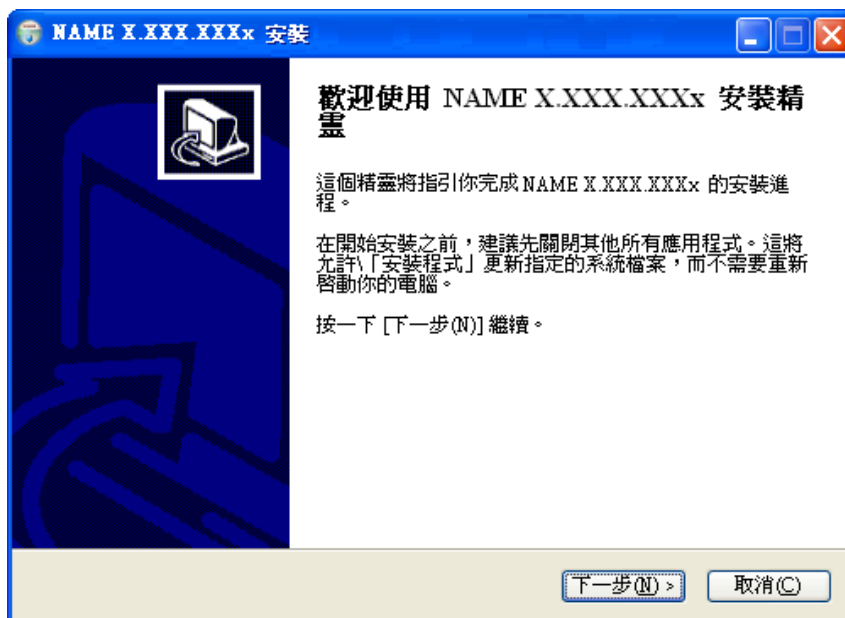 NAME X.XXX.XXXx 安裝
歡迎使用 NAME X.XXX.XXXx 安裝精
靈
這個精靈將指引你完成 NAME X.XXX.XXXx 的安裝進
程。
在開始安裝之前，建議先關閉其他所有應用程式。這將
允許\「安裝程式」更新指定的系統檔案，而不需要重新
啓動你的電腦。
按一下 [下一步(N)] 繼續。
下一步(N) >
取消(C)